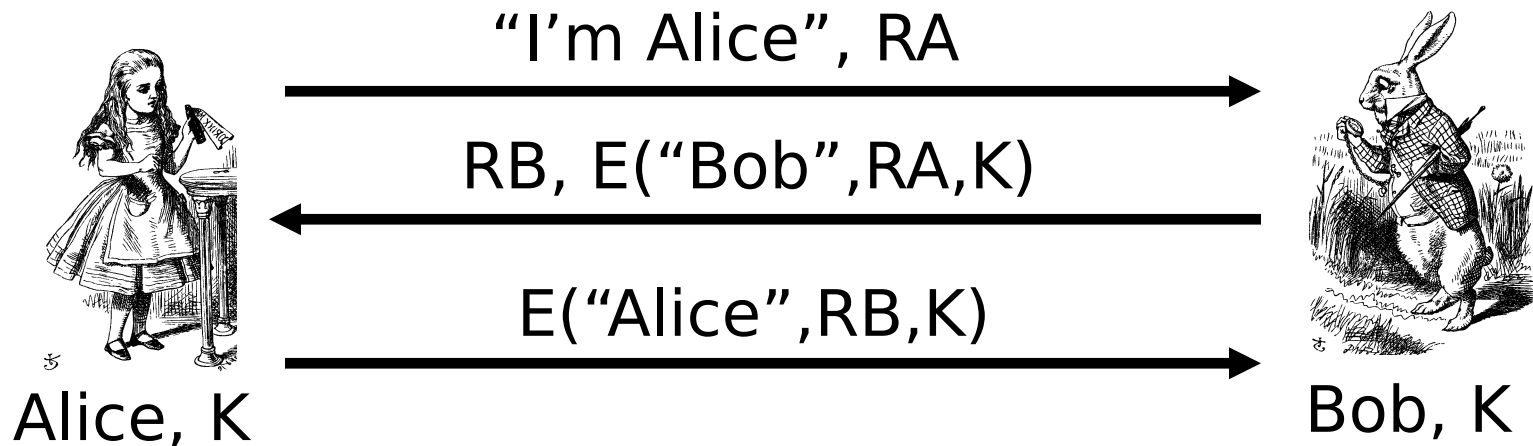 “I’m Alice”, RA
RB, E(“Bob”,RA,K)
E(“Alice”,RB,K)
Alice, K
Bob, K